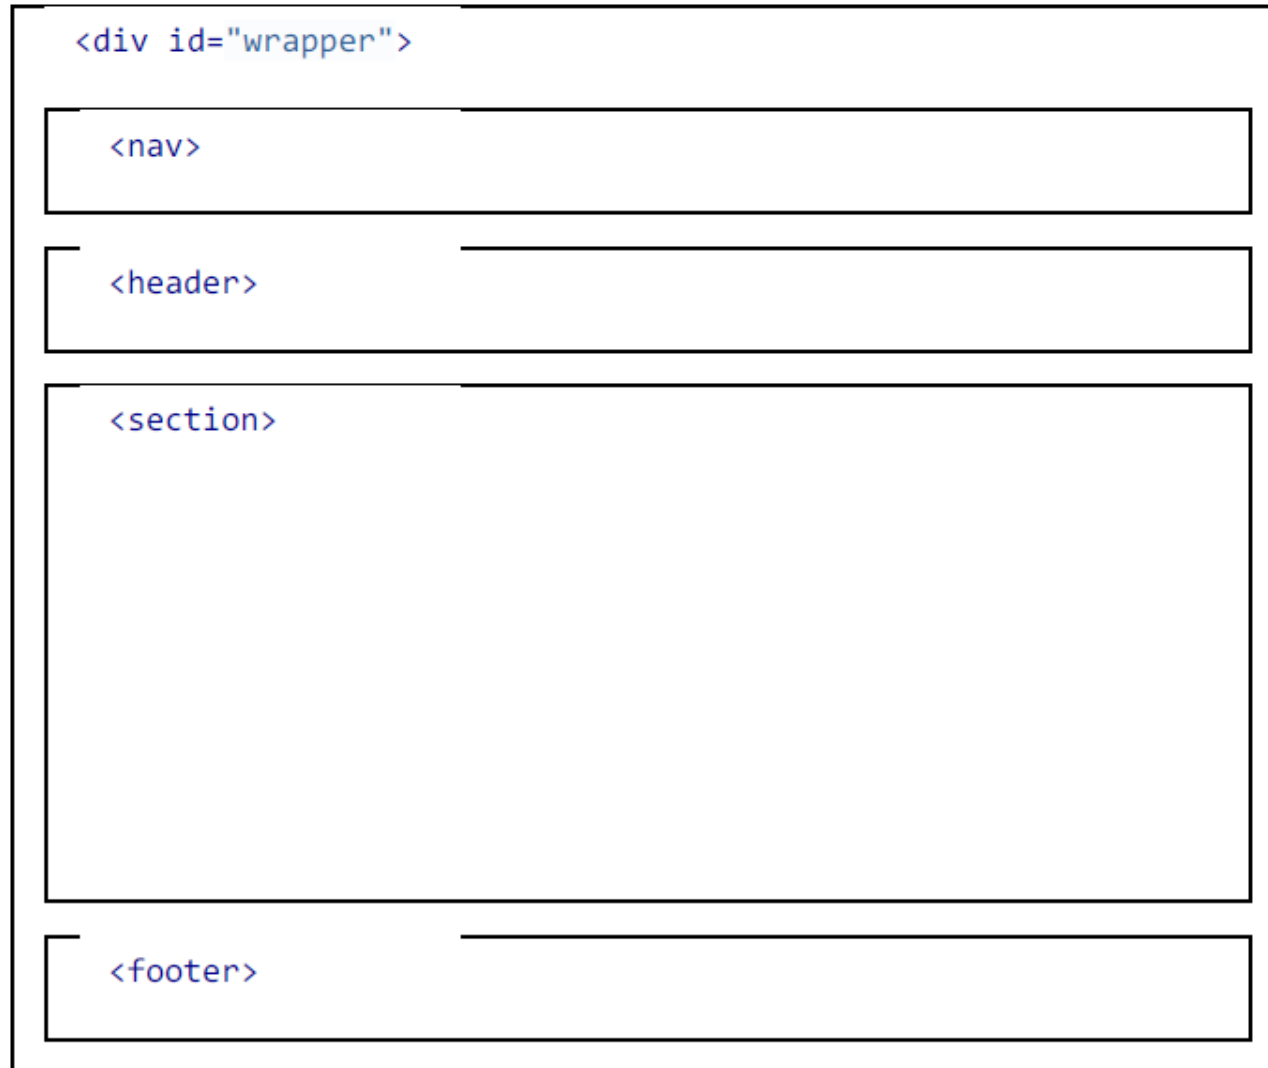 <div id="wrapper">
<nav>
<header>
<section>
<footer>